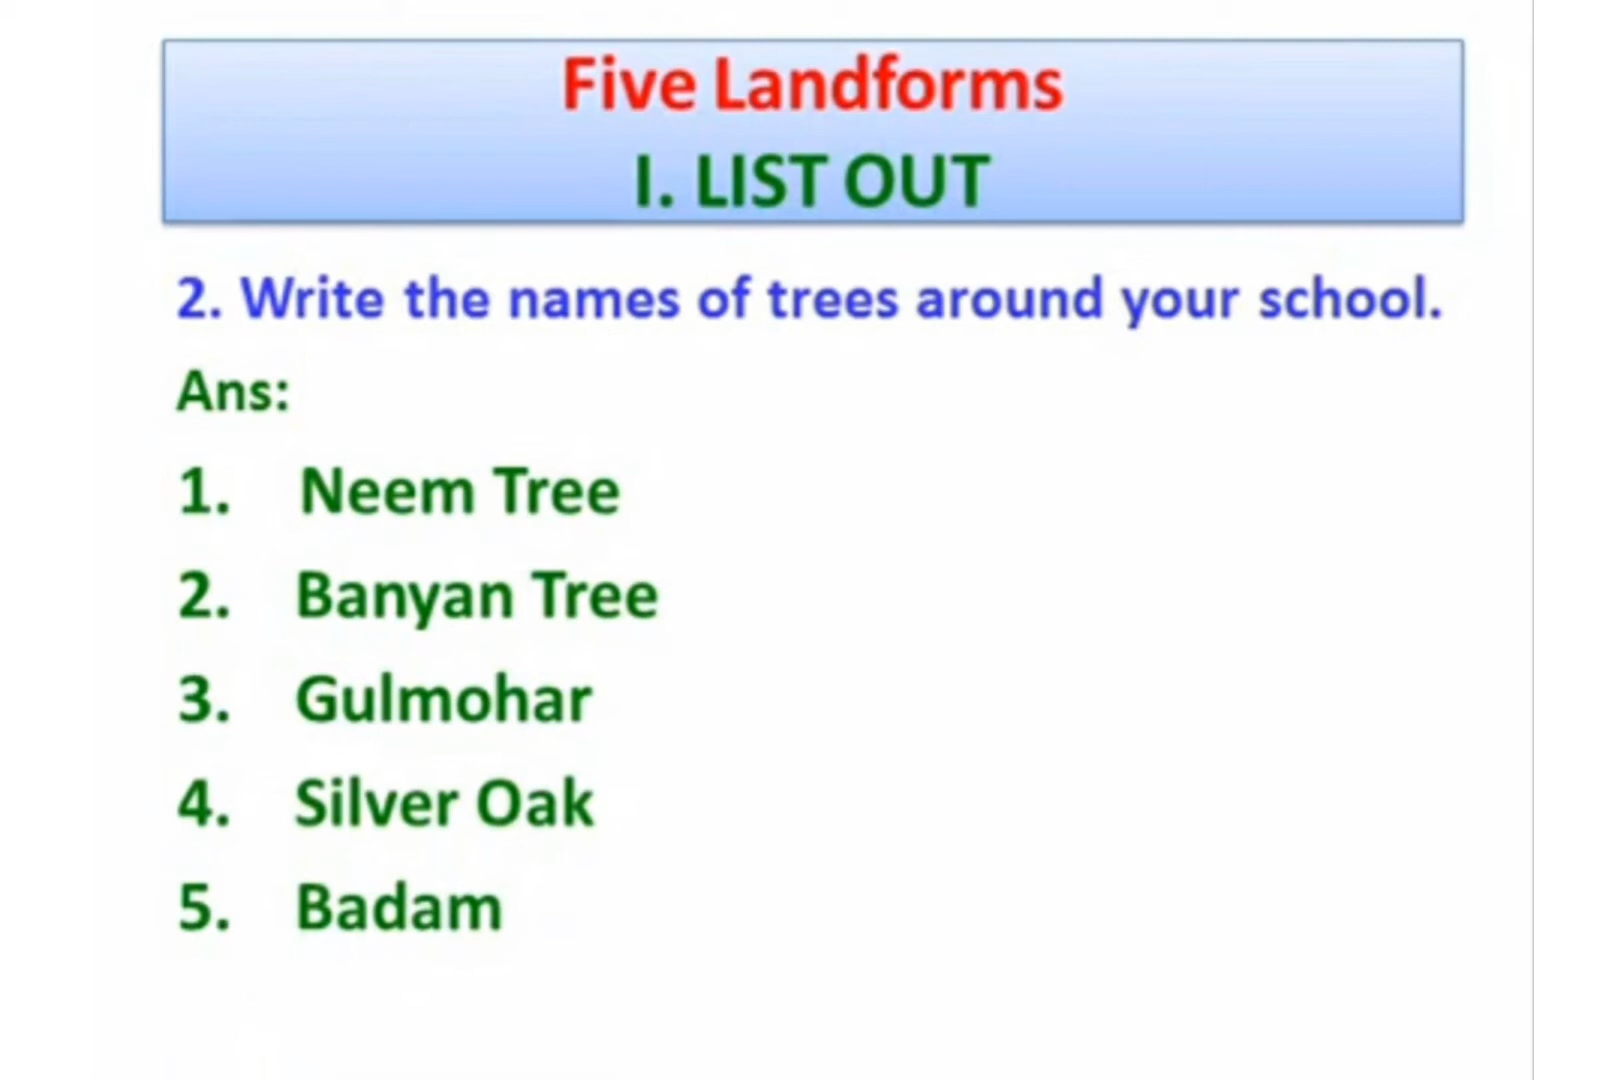 Five Landforms
I. LIST OUT
2. Write the names of trees around your school.
Ans:
1. Neem Tree
2. Banyan Tree
3. Gulmohar
4. Silver Oak
5. Badam